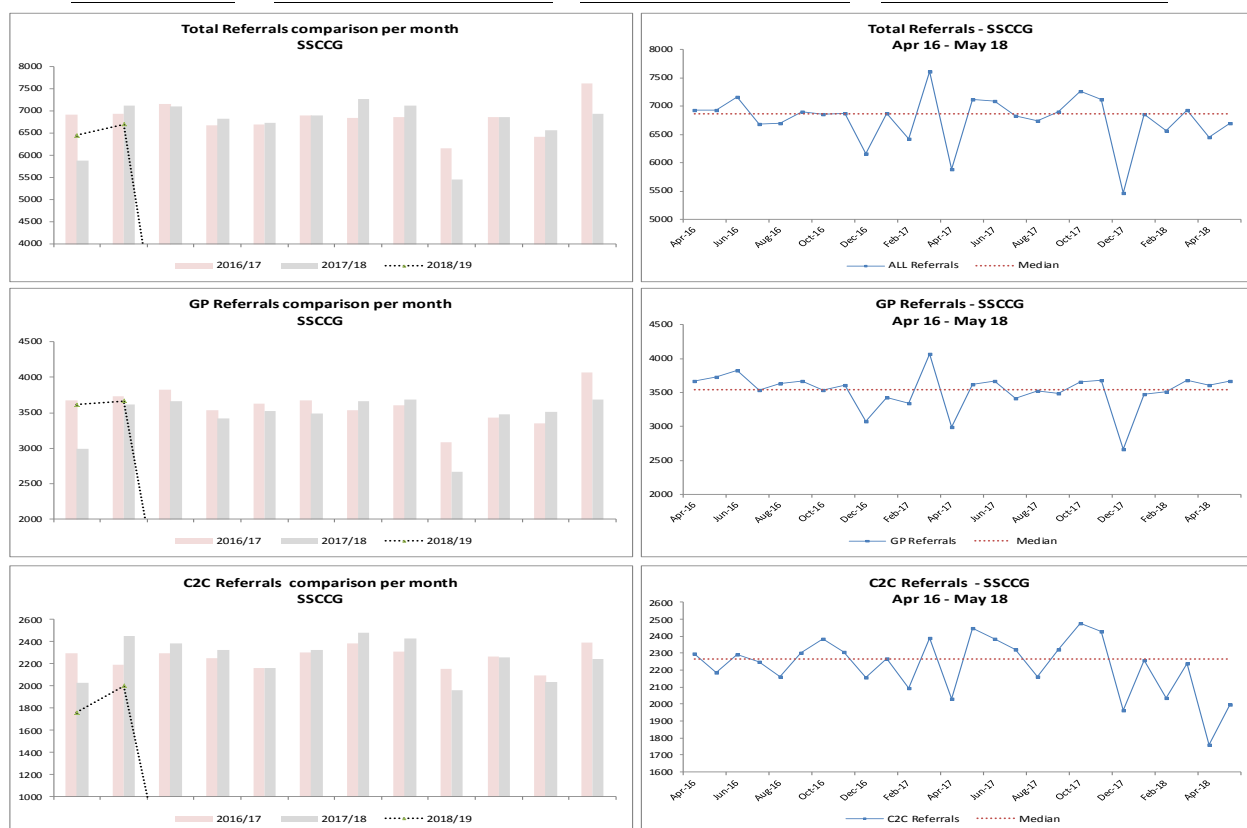 Total Referrals comparison per month
SSCCG
8000
7500
7000
6500
6000
5500
5000
4500
4000
2016/17 2017/18 2018/19
Total Referrals - SSCCG
Apr 16 - May 18
8000
7500
7000
6500
6000
5500
5000
Apr-16 Jun-16 Aug-16 Oct-16 Dec-16 Feb-17 Apr-17 Jun-17 Aug-17 Oct-17 Dec-17 Feb-18 Apr-18
ALL Referrals Median
GP Referrals comparison per month
SSCCG
4500
4000
3500
3000
2500
2000
2016/17 2017/18 2018/19
GP Referrals - SSCCG
Apr 16 - May 18
4500
4000
3500
3000
2500
2000
Apr-16 Jun-16 Aug-16 Oct-16 Dec-16 Feb-17 Apr-17 Jun-17 Aug-17 Oct-17 Dec-17 Feb-18 Apr-18
GP Referrals Median
C2C Referrals comparison per month
SSCCG
2600
2400
2200
2000
1800
1600
1400
1200
1000
2016/17 2017/18 2018/19
C2C Referrals - SSCCG
Apr 16 - May 18
2600
2500
2400
2300
2200
2100
2000
1900
1800
1700
1600
Apr-16 Jun-16 Aug-16 Oct-16 Dec-16 Feb-17 Apr-17 Jun-17 Aug-17 Oct-17 Dec-17 Feb-18 Apr-18
C2C Referrals Median